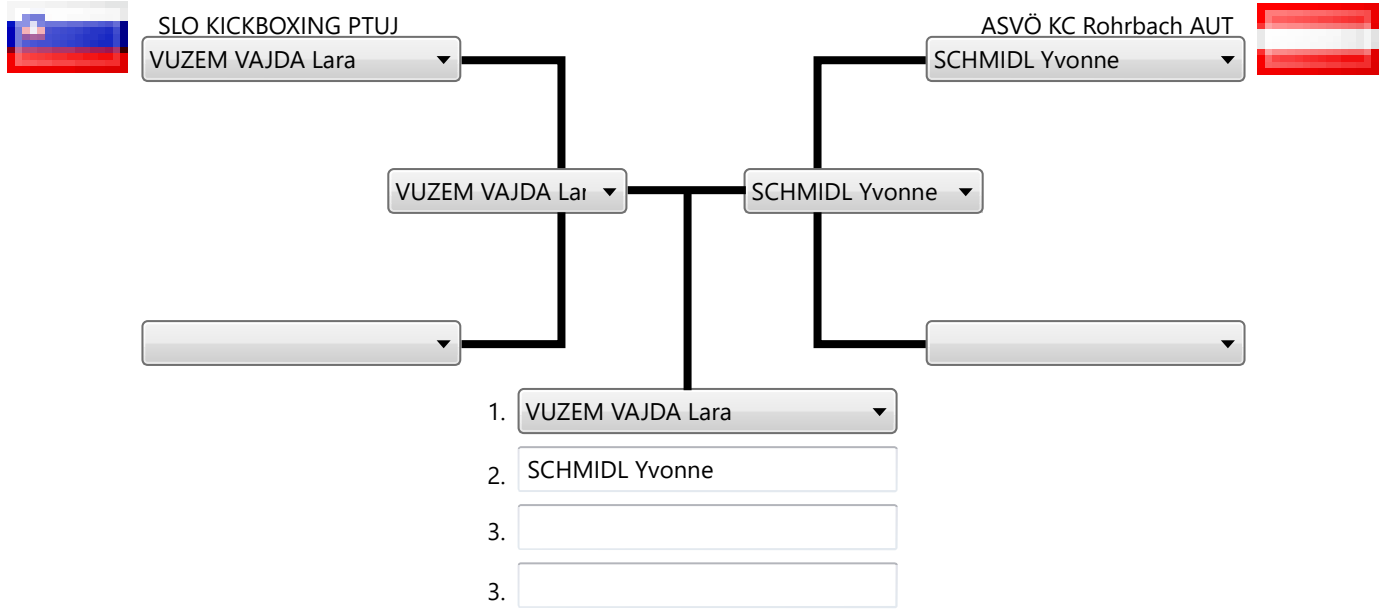 SLO KICKBOXING PTUJ
ASVÖ KC Rohrbach AUT
VUZEM VAJDA Lara
SCHMIDL Yvonne
VUZEM VAJDA Lar
SCHMIDL Yvonne
1. VUZEM VAJDA Lara
2. SCHMIDL Yvonne
3.
3.